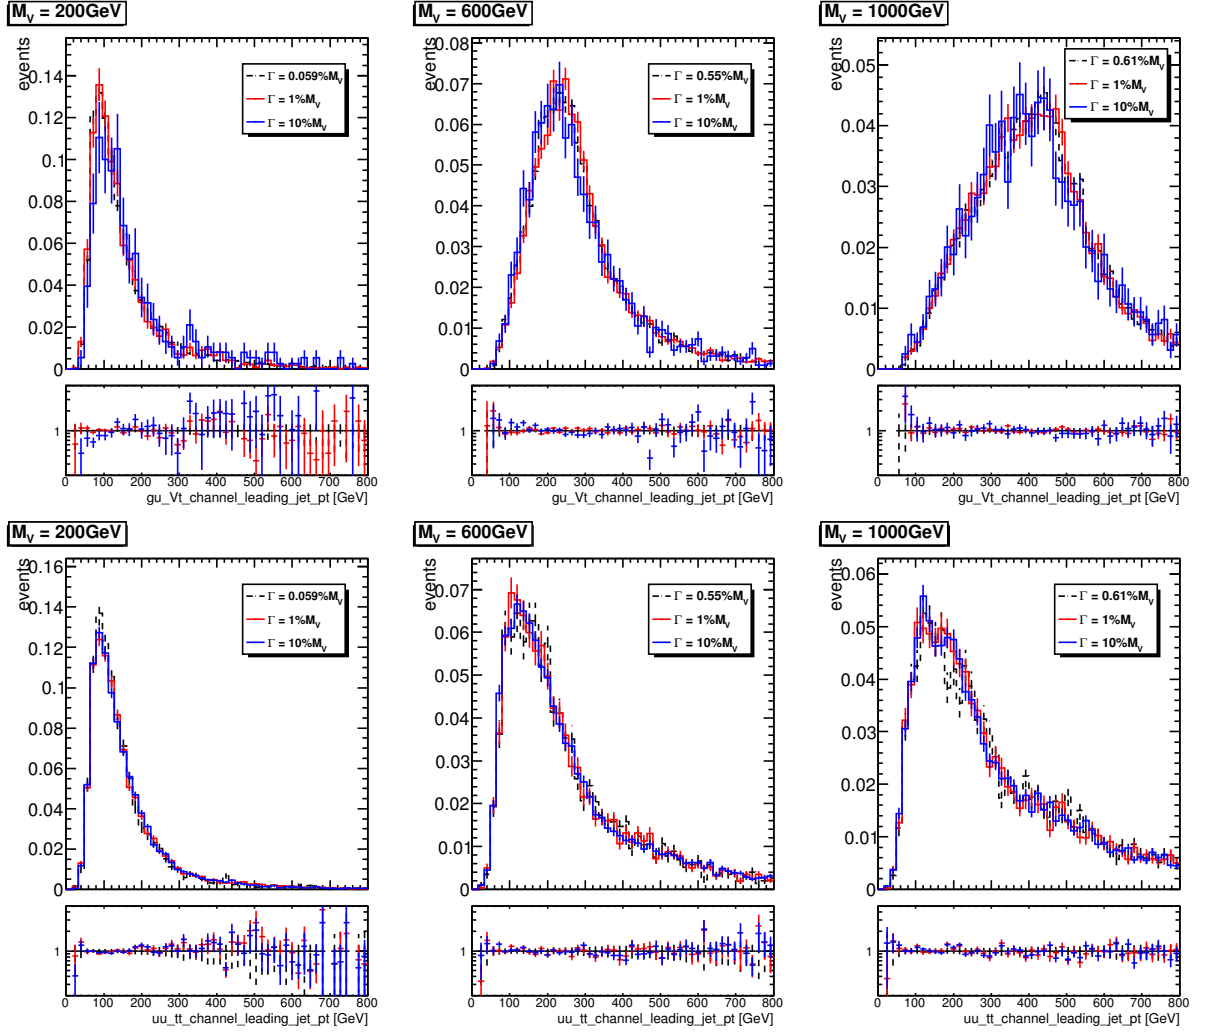 M_V = 200GeV
events
0.14
0.12
0.1
0.08
0.06
0.04
0.02
0
Γ = 0.059%M_V
Γ = 1%M_V
Γ = 10%M_V
1
0 100 200 300 400 500 600 700 800
gu_Vt_channel_leading_jet_pt [GeV]
M_V = 600GeV
events
0.08
0.07
0.06
0.05
0.04
0.03
0.02
0.01
0
Γ = 0.55%M_V
Γ = 1%M_V
Γ = 10%M_V
1
0 100 200 300 400 500 600 700 800
gu_Vt_channel_leading_jet_pt [GeV]
M_V = 1000GeV
events
0.05
0.04
0.03
0.02
0.01
0
Γ = 0.61%M_V
Γ = 1%M_V
Γ = 10%M_V
1
0 100 200 300 400 500 600 700 800
gu_Vt_channel_leading_jet_pt [GeV]
M_V = 200GeV
events
0.16
0.14
0.12
0.1
0.08
0.06
0.04
0.02
0
Γ = 0.059%M_V
Γ = 1%M_V
Γ = 10%M_V
1
0 100 200 300 400 500 600 700 800
uu_tt_channel_leading_jet_pt [GeV]
M_V = 600GeV
events
0.07
0.06
0.05
0.04
0.03
0.02
0.01
0
Γ = 0.55%M_V
Γ = 1%M_V
Γ = 10%M_V
1
0 100 200 300 400 500 600 700 800
uu_tt_channel_leading_jet_pt [GeV]
M_V = 1000GeV
events
0.06
0.05
0.04
0.03
0.02
0.01
0
Γ = 0.61%M_V
Γ = 1%M_V
Γ = 10%M_V
1
0 100 200 300 400 500 600 700 800
uu_tt_channel_leading_jet_pt [GeV]